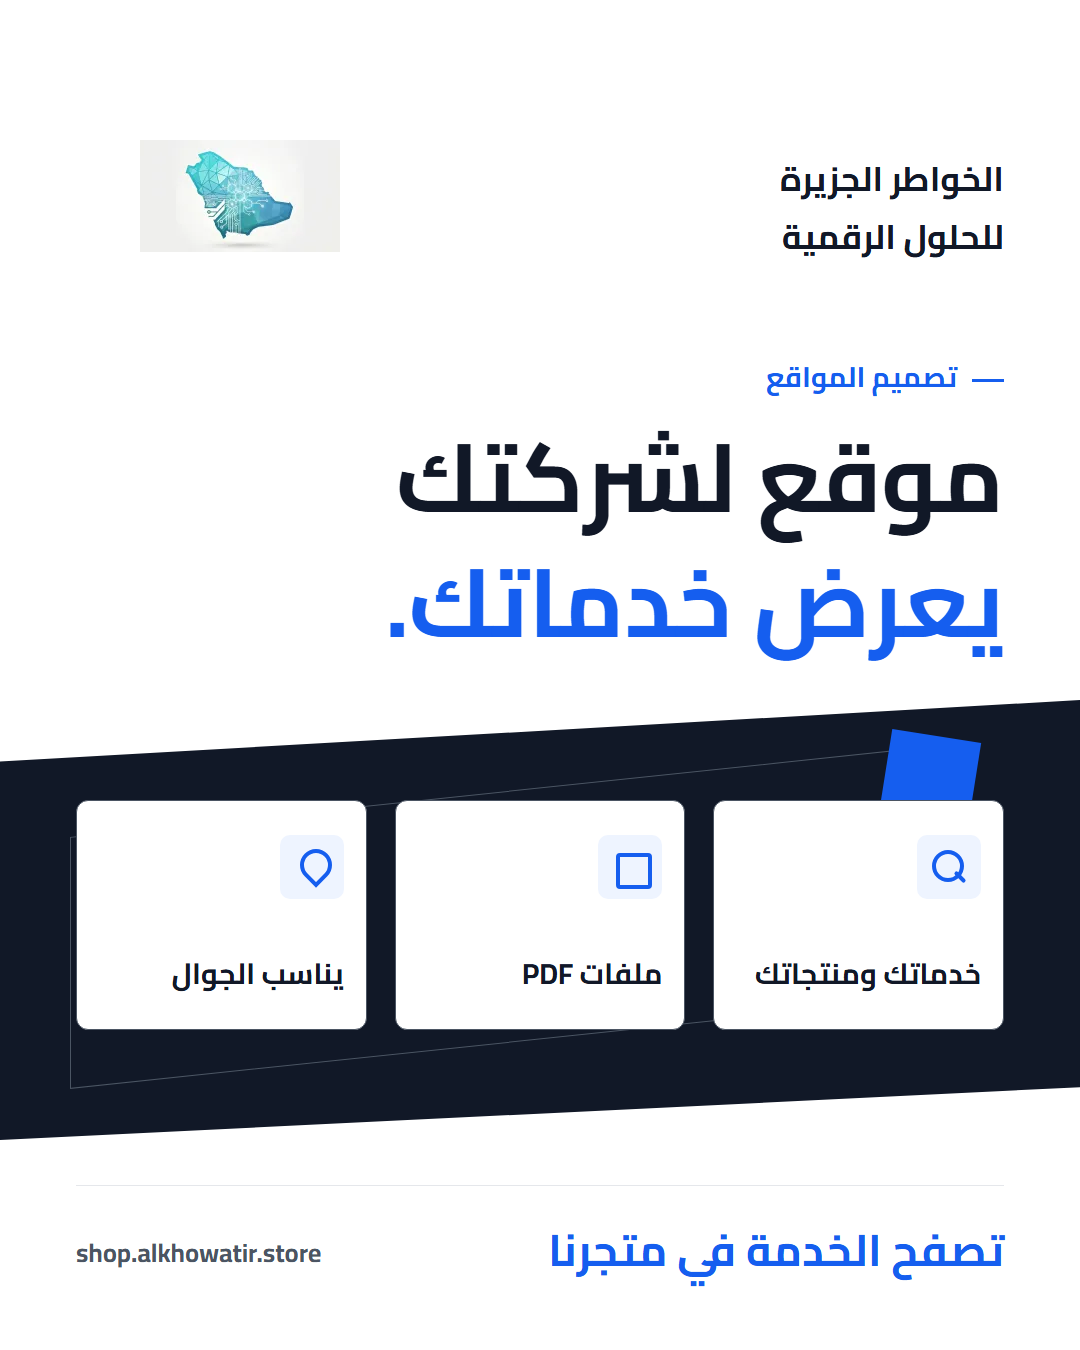 الخواطر الجزيرة
للحلول الرقمية
تصميم المواقع
موقع لشركتك
يعرض خدماتك.
خدماتك ومنتجاتك
ملفات PDF
يناسب الجوال
تصفح الخدمة في متجرنا
shop.alkhowatir.store